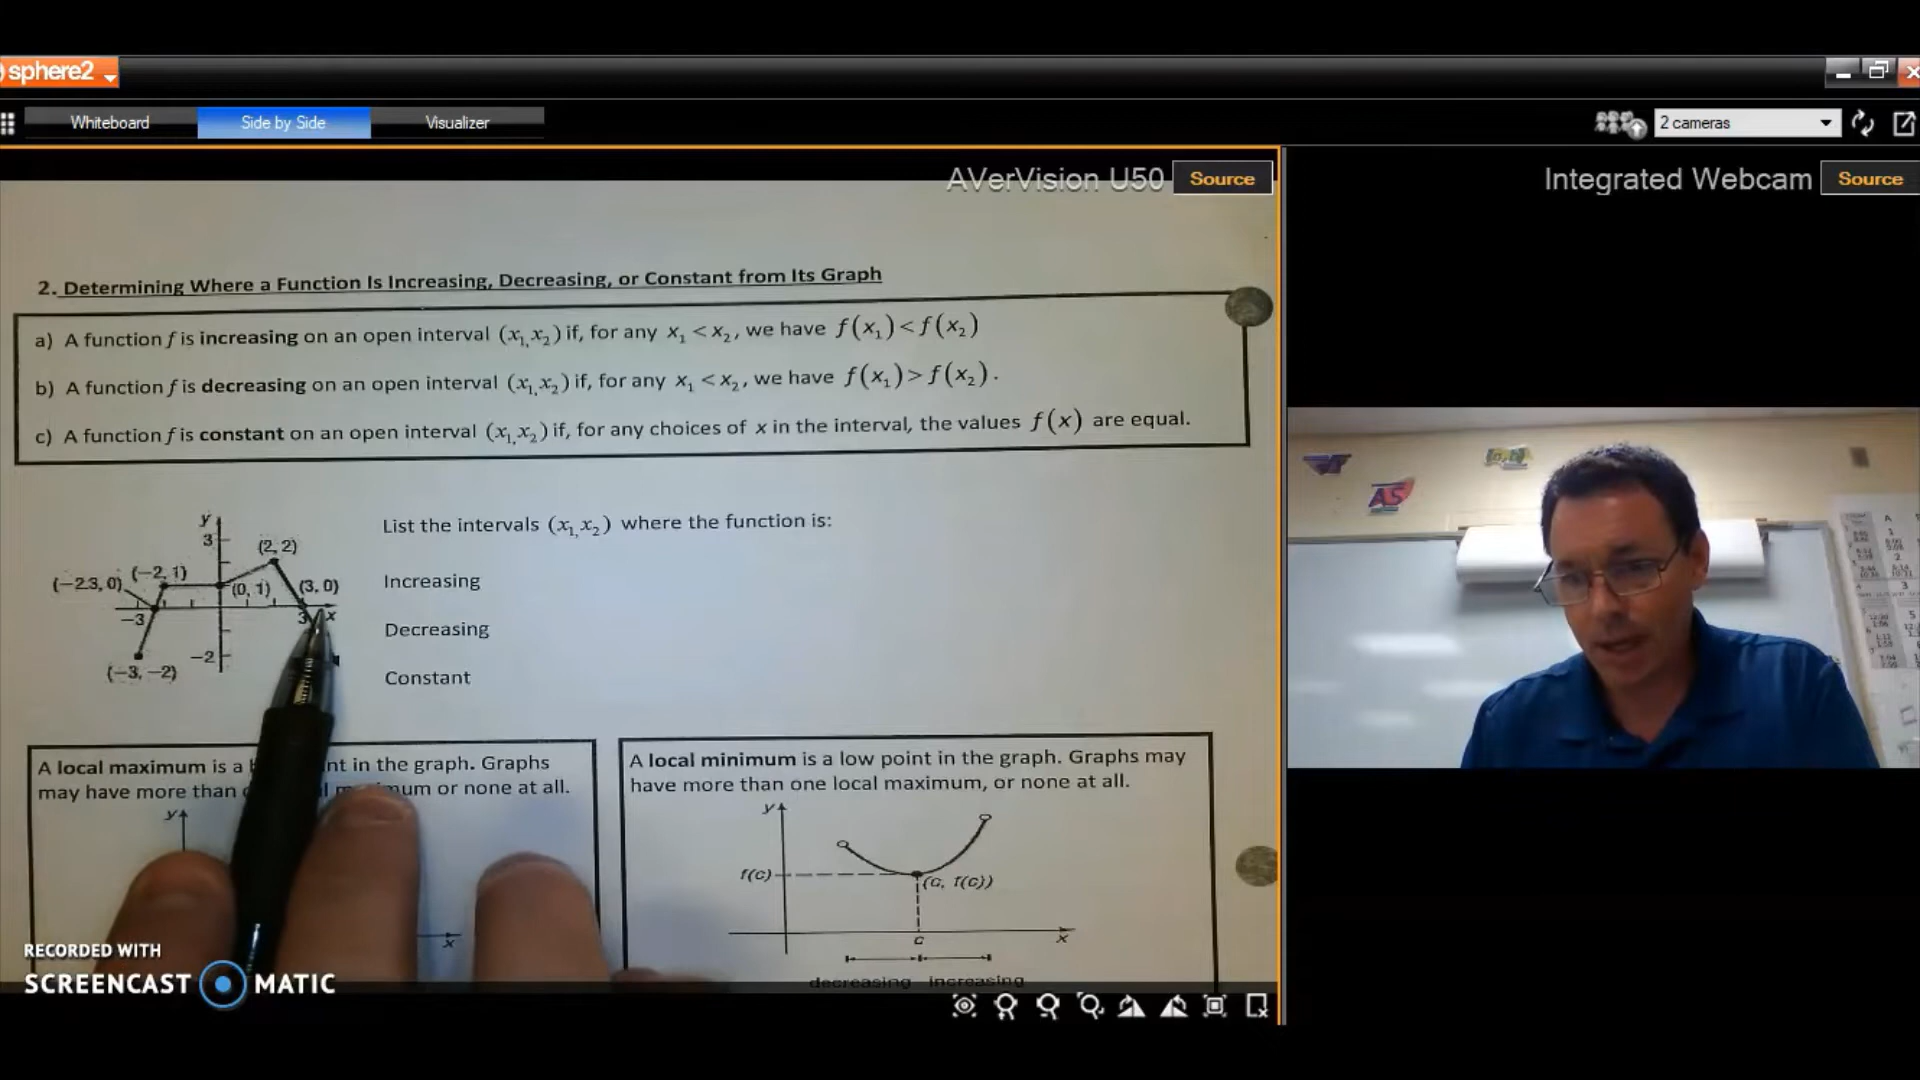 sphere2
Whiteboard
Side by Side
Visualizer
2 cameras
AVerVision U50
Source
Integrated Webcam
Source
2. Determining Where a Function Is Increasing, Decreasing, or Constant from Its Graph
a) A function f is increasing on an open interval (x₁, x₂) if, for any x₁ < x₂, we have f(x₁) < f(x₂)
b) A function f is decreasing on an open interval (x₁, x₂) if, for any x₁ < x₂, we have f(x₁) > f(x₂).
c) A function f is constant on an open interval (x₁, x₂) if, for any choices of x in the interval, the values f(x) are equal.
y
3
(2, 2)
(−2, 1)
(−2.3, 0)
(0, 1)
(3, 0)
−3
3
x
−2
(−3, −2)
List the intervals (x₁, x₂) where the function is:
Increasing
Decreasing
Constant
A local maximum is a nt in the graph. Graphs
may have more than mum or none at all.
y
x
A local minimum is a low point in the graph. Graphs may
have more than one local maximum, or none at all.
y
f(c)
(c, f(c))
c
x
decreasing increasing
AS
RECORDED WITH
SCREENCAST MATIC